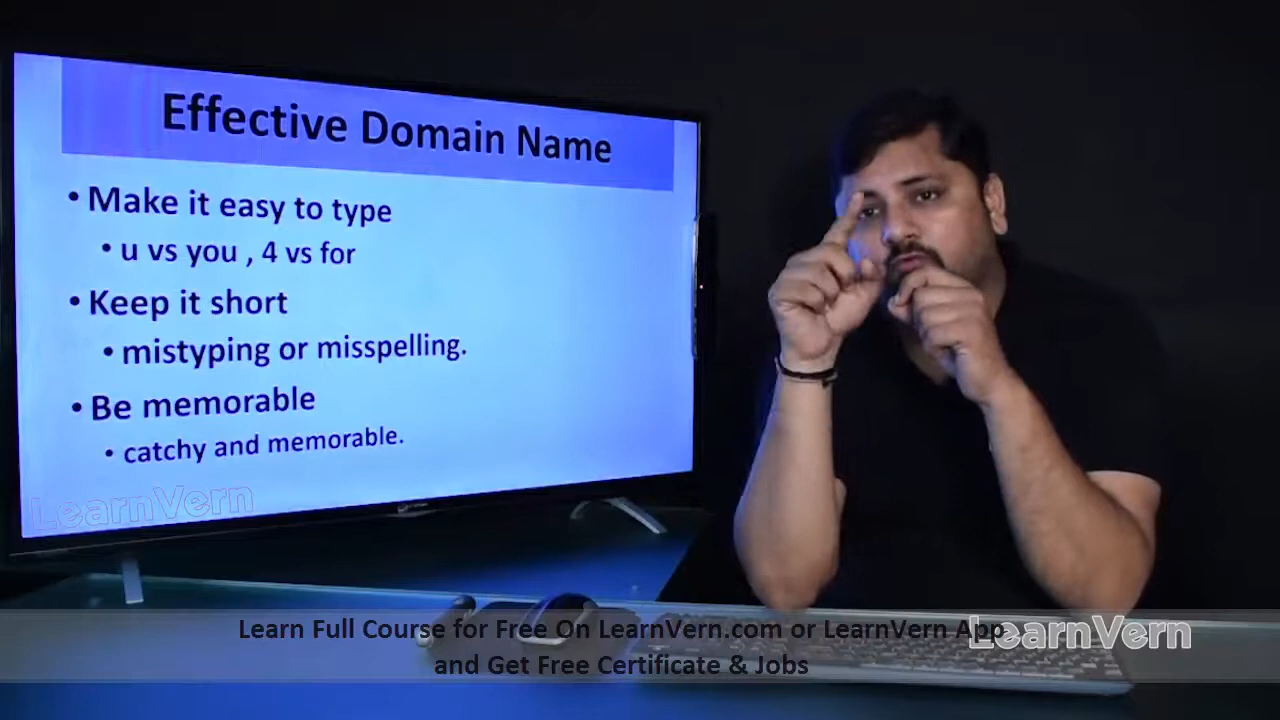 Effective Domain Name
• Make it easy to type
• u vs you , 4 vs for
• Keep it short
• mistyping or misspelling.
• Be memorable
• catchy and memorable.
LearnVern
Learn Full Course for Free On LearnVern.com or LearnVern App
and Get Free Certificate & Jobs
LearnVern